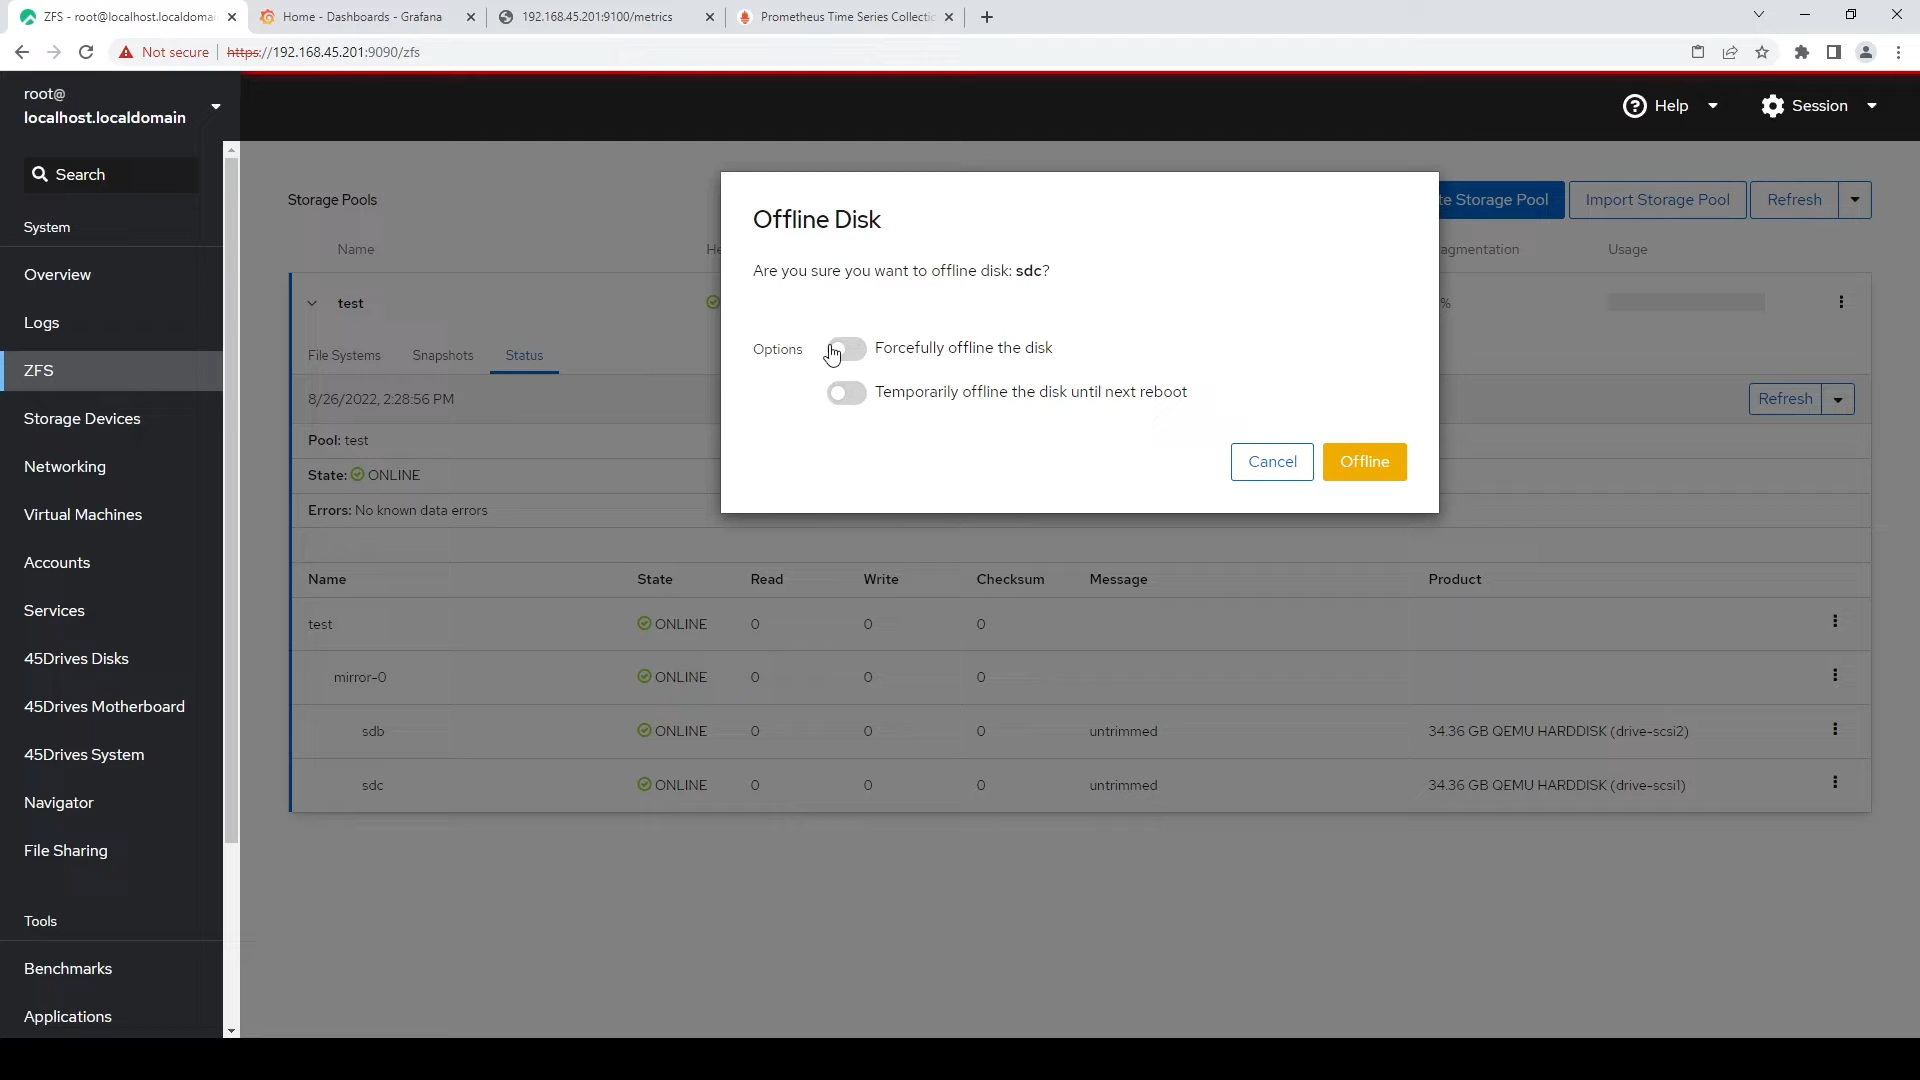 ZFS - root@localhost.localdomai
Home - Dashboards - Grafana
192.168.45.201:9100/metrics
Prometheus Time Series Collectic
Not secure
https://192.168.45.201:9090/zfs
root@
localhost.localdomain
Help
Session
Search
System
Overview
Logs
ZFS
Storage Devices
Networking
Virtual Machines
Accounts
Services
45Drives Disks
45Drives Motherboard
45Drives System
Navigator
File Sharing
Tools
Benchmarks
Applications
Storage Pools
te Storage Pool
Import Storage Pool
Refresh
Name
He
agmentation
Usage
test
%
File Systems
Snapshots
Status
8/26/2022, 2:28:56 PM
Refresh
Pool: test
State: ONLINE
Errors: No known data errors
Offline Disk
Are you sure you want to offline disk: sdc?
Options
Forcefully offline the disk
Temporarily offline the disk until next reboot
Cancel
Offline
Name State Read Write Checksum Message Product
test ONLINE 0 0 0
mirror-0 ONLINE 0 0 0
sdb ONLINE 0 0 0 untrimmed 34.36 GB QEMU HARDDISK (drive-scsi2)
sdc ONLINE 0 0 0 untrimmed 34.36 GB QEMU HARDDISK (drive-scsi1)